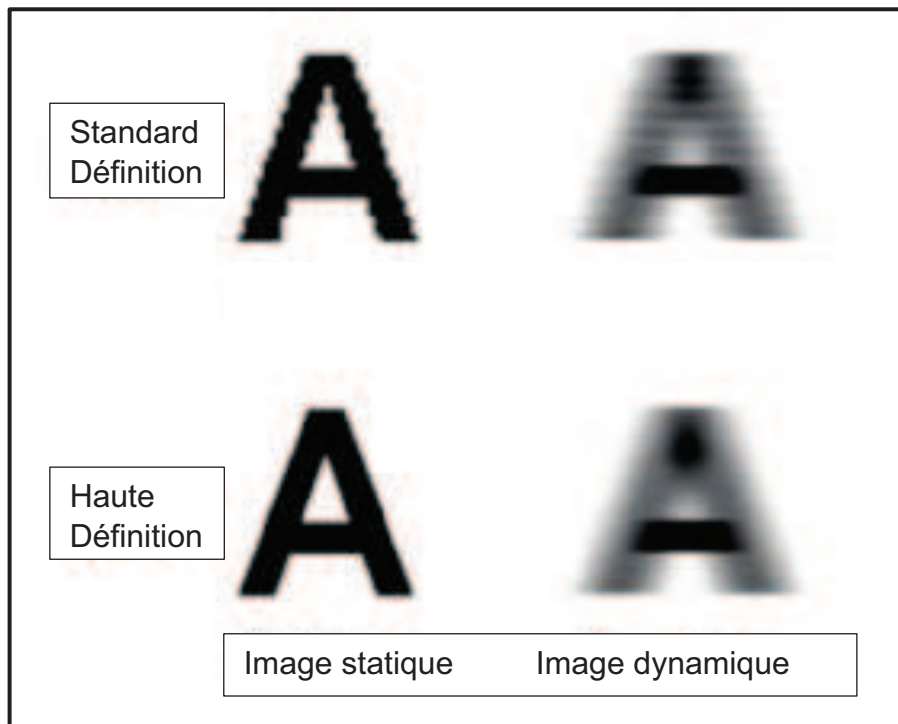 Standard
Définition
A A
Haute
Définition
A A
Image statique Image dynamique